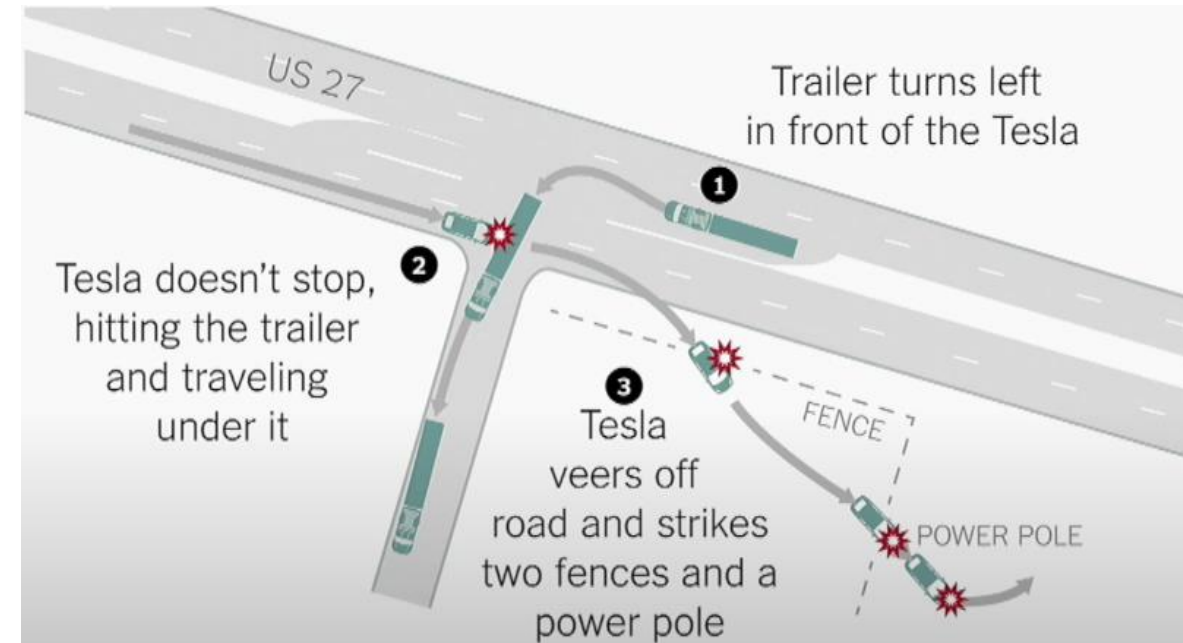 US 27
Trailer turns left
in front of the Tesla
1
2
Tesla doesn’t stop,
hitting the trailer
and traveling
under it
3
Tesla
veers off
road and strikes
two fences and a
power pole
FENCE
POWER POLE